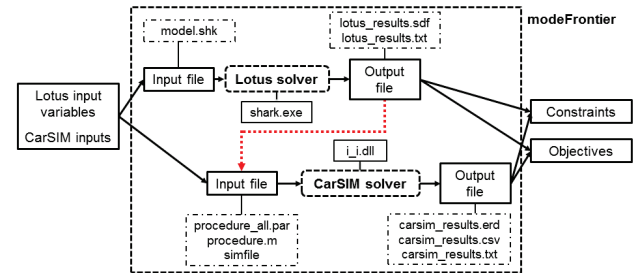 model.shk
lotus_results.sdf
lotus_results.txt
modeFrontier
Input file
Lotus solver
Output
file
shark.exe
Lotus input
variables
CarSIM inputs
Constraints
Objectives
i_i.dll
Input file
CarSIM solver
Output
file
procedure_all.par
procedure.m
simfile
carsim_results.erd
carsim_results.csv
carsim_results.txt